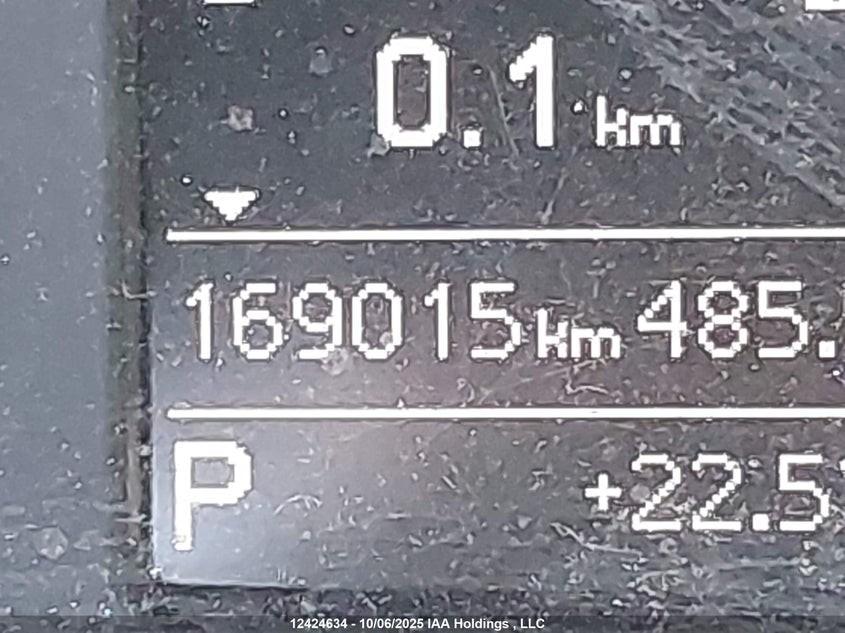 0.1 km
169015 km 485.
P +22.5
12424634 - 10/06/2025 IAA Holdings , LLC